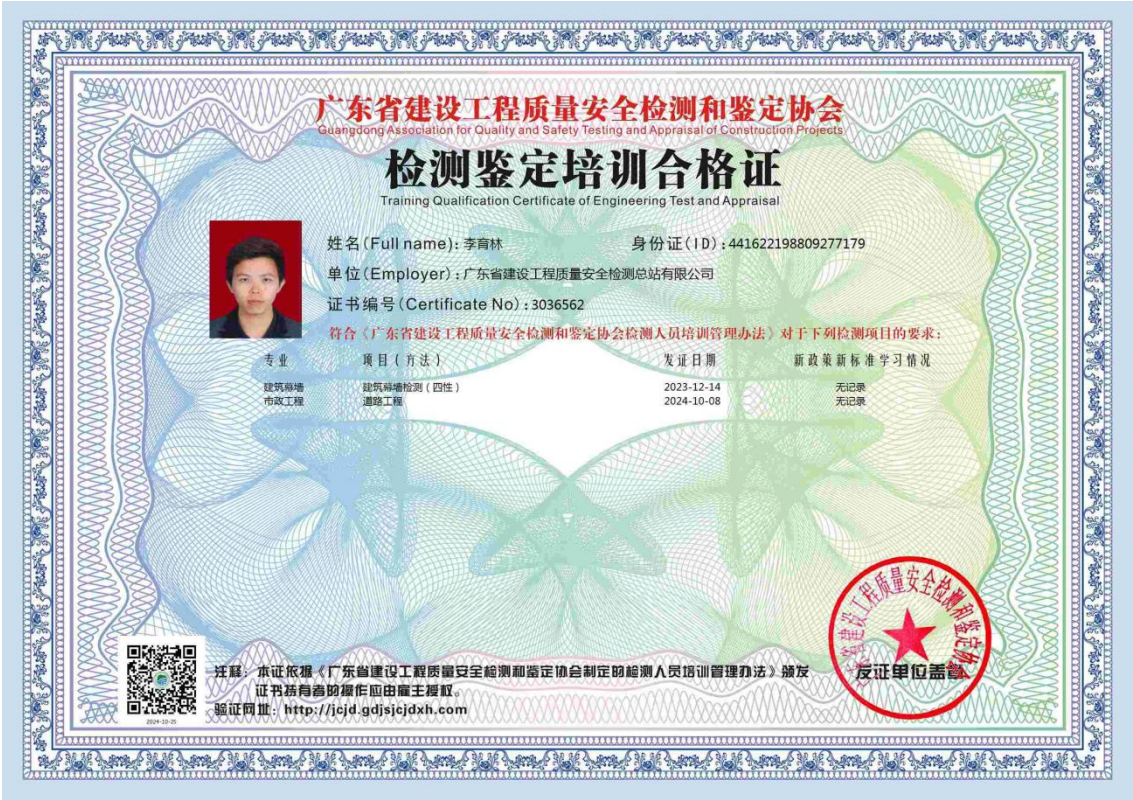 广东省建设工程质量安全检测和鉴定协会
Guangdong Association for Quality and Safety Testing and Appraisal of Construction Projects
检测鉴定培训合格证
Training Qualification Certificate of Engineering Test and Appraisal
姓名(Full name): 李育林 身份证(ID): 441622198809277179
单位(Employer): 广东省建设工程质量安全检测总站有限公司
证书编号(Certificate No): 3036562
符合《广东省建设工程质量安全检测和鉴定协会检测人员培训管理办法》对于下列检测项目的要求:
专业 项目(方法) 发证日期 新政策新标准学习情况
建筑幕墙 建筑幕墙检测(四性) 2023-12-14 无记录
市政工程 道路工程 2024-10-08 无记录
广东省建设工程质量安全检测和鉴定协会
发证单位盖章
注释: 本证依据《广东省建设工程质量安全检测和鉴定协会制定的检测人员培训管理办法》颁发
证书持有者的操作应由雇主授权。
验证网址: http://jcjd.gdjsjcjdxh.com
2024-10-25